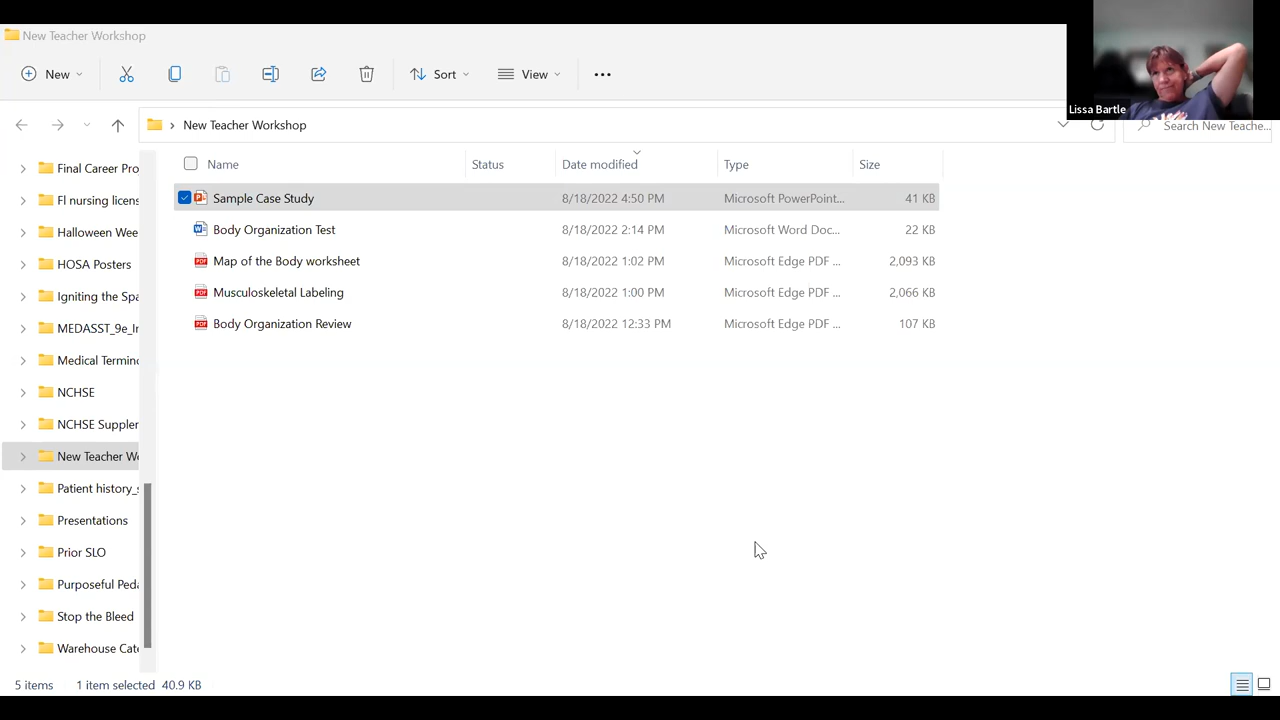 New Teacher Workshop
New
Sort
View
Lissa Bartle
New Teacher Workshop
Search New Teache...
Name Status Date modified Type Size
Sample Case Study 8/18/2022 4:50 PM Microsoft PowerPoint... 41 KB
Body Organization Test 8/18/2022 2:14 PM Microsoft Word Doc... 22 KB
Map of the Body worksheet 8/18/2022 1:02 PM Microsoft Edge PDF ... 2,093 KB
Musculoskeletal Labeling 8/18/2022 1:00 PM Microsoft Edge PDF ... 2,066 KB
Body Organization Review 8/18/2022 12:33 PM Microsoft Edge PDF ... 107 KB
Final Career Pro
Fl nursing licens
Halloween Wee
HOSA Posters
Igniting the Spa
MEDASST_9e_In
Medical Termino
NCHSE
NCHSE Suppler
New Teacher Wo
Patient history_s
Presentations
Prior SLO
Purposeful Peda
Stop the Bleed
Warehouse Cate
5 items 1 item selected 40.9 KB